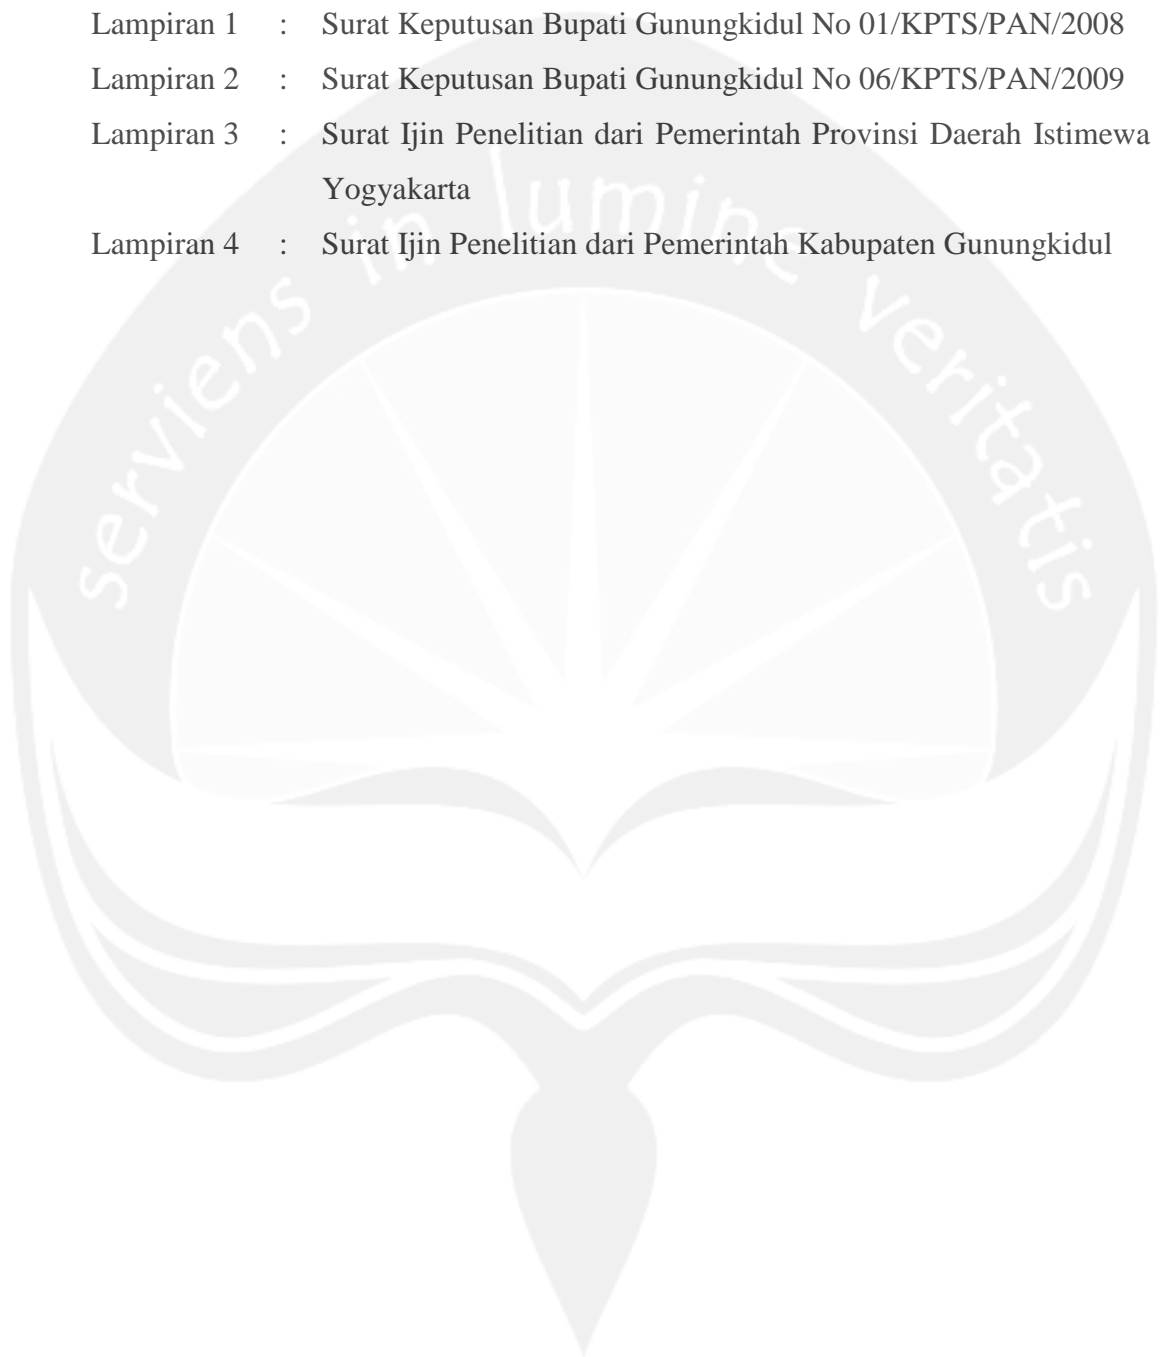 Lampiran 1 : Surat Keputusan Bupati Gunungkidul No 01/KPTS/PAN/2008
Lampiran 2 : Surat Keputusan Bupati Gunungkidul No 06/KPTS/PAN/2009
Lampiran 3 : Surat Ijin Penelitian dari Pemerintah Provinsi Daerah Istimewa
Yogyakarta
Lampiran 4 : Surat Ijin Penelitian dari Pemerintah Kabupaten Gunungkidul
serviens in lumine veritatis